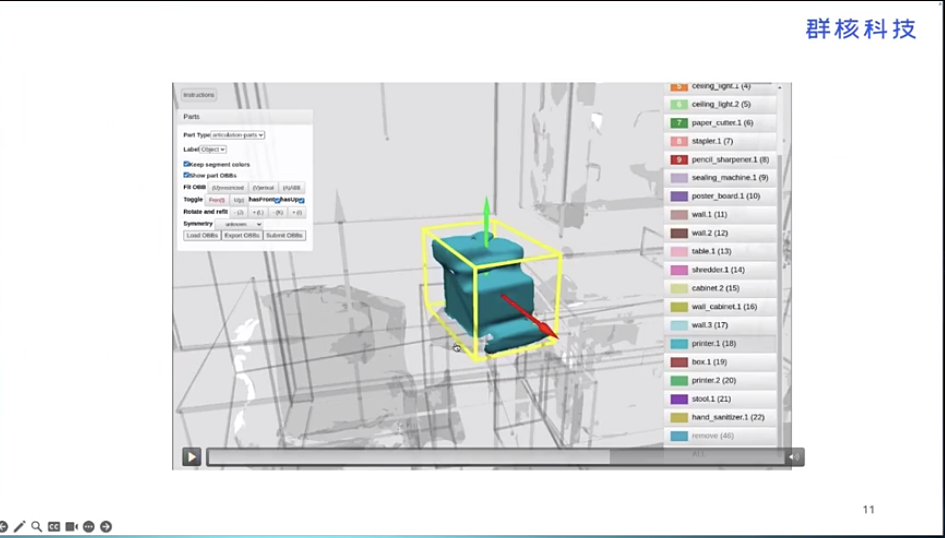 群核科技
Instructions
Parts
Part Type articulation-parts
Label Object
Keep segment colors
Show part OBBs
Fit OBB
Toggle Front hasFront hasUp
Rotate and refit
Symmetry unknown
Load OBBs Export OBBs Submit OBBs
5 ceiling_light.1 (4)
6 ceiling_light.2 (5)
7 paper_cutter.1 (6)
8 stapler.1 (7)
9 pencil_sharpener.1 (8)
sealing_machine.1 (9)
poster_board.1 (10)
wall.1 (11)
wall.2 (12)
table.1 (13)
shredder.1 (14)
cabinet.2 (15)
wall_cabinet.1 (16)
wall.3 (17)
printer.1 (18)
box.1 (19)
printer.2 (20)
stool.1 (21)
hand_sanitizer.1 (22)
remove (46)
ALL
11